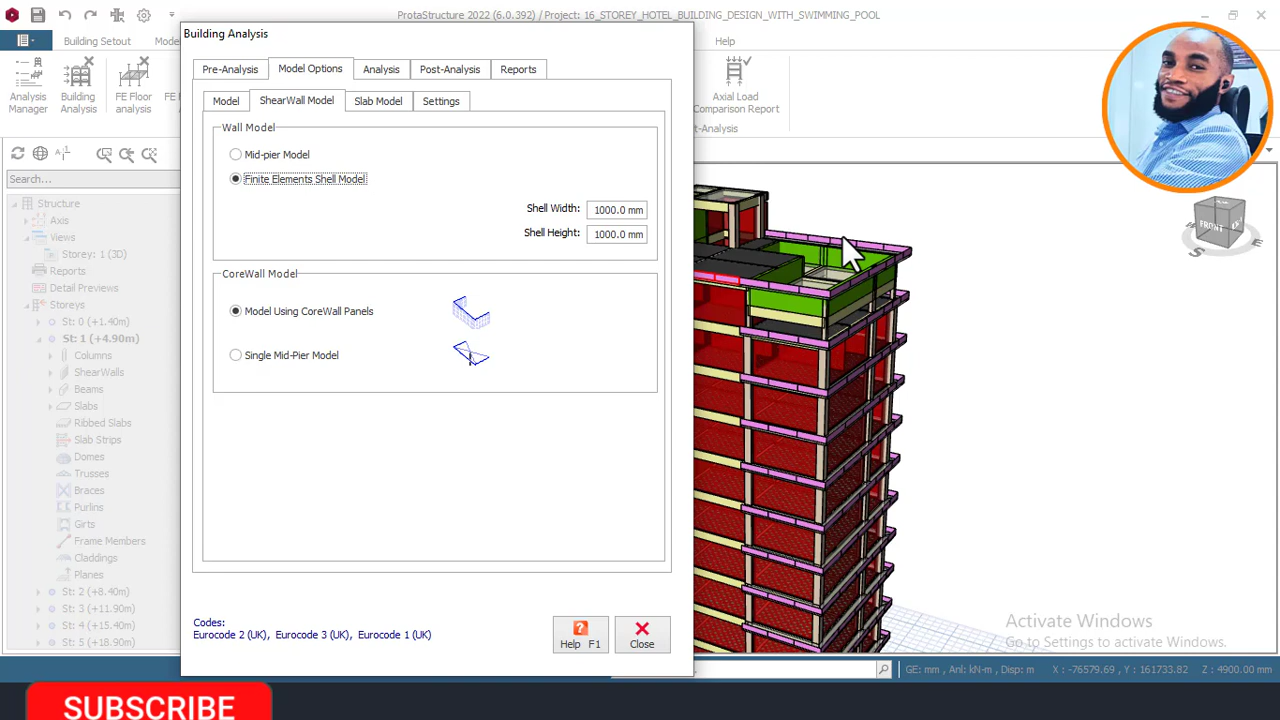 ProtaStructure 2022 (6.0.392) / Project: 16_STOREY_HOTEL_BUILDING_DESIGN_WITH_SWIMMING_POOL
Building Setout
Help
Analysis
Manager
Building
Analysis
FE Floor
analysis
Axial Load
Comparison Report
Search...
Structure
Axis
Views
Storey: 1 (3D)
Reports
Detail Previews
Storeys
St: 0 (+1.40m)
St: 1 (+4.90m)
Columns
ShearWalls
Beams
Slabs
Ribbed Slabs
Slab Strips
Domes
Trusses
Braces
Purlins
Girts
Frame Members
Claddings
Planes
St: 2 (+8.40m)
St: 3 (+11.90m)
St: 4 (+15.40m)
St: 5 (+18.90m)
Building Analysis
Pre-Analysis
Model Options
Analysis
Post-Analysis
Reports
Model
ShearWall Model
Slab Model
Settings
Wall Model
Mid-pier Model
Finite Elements Shell Model
Shell Width: 1000.0 mm
Shell Height: 1000.0 mm
CoreWall Model
Model Using CoreWall Panels
Single Mid-Pier Model
Codes:
Eurocode 2 (UK), Eurocode 3 (UK), Eurocode 1 (UK)
Help F1
Close
FRONT
S
E
Activate Windows
Go to Settings to activate Windows.
GE: mm , Anl: kN-m , Disp: m
X : -76579.69 , Y : 161733.82
Z : 4900.00 mm
SUBSCRIBE